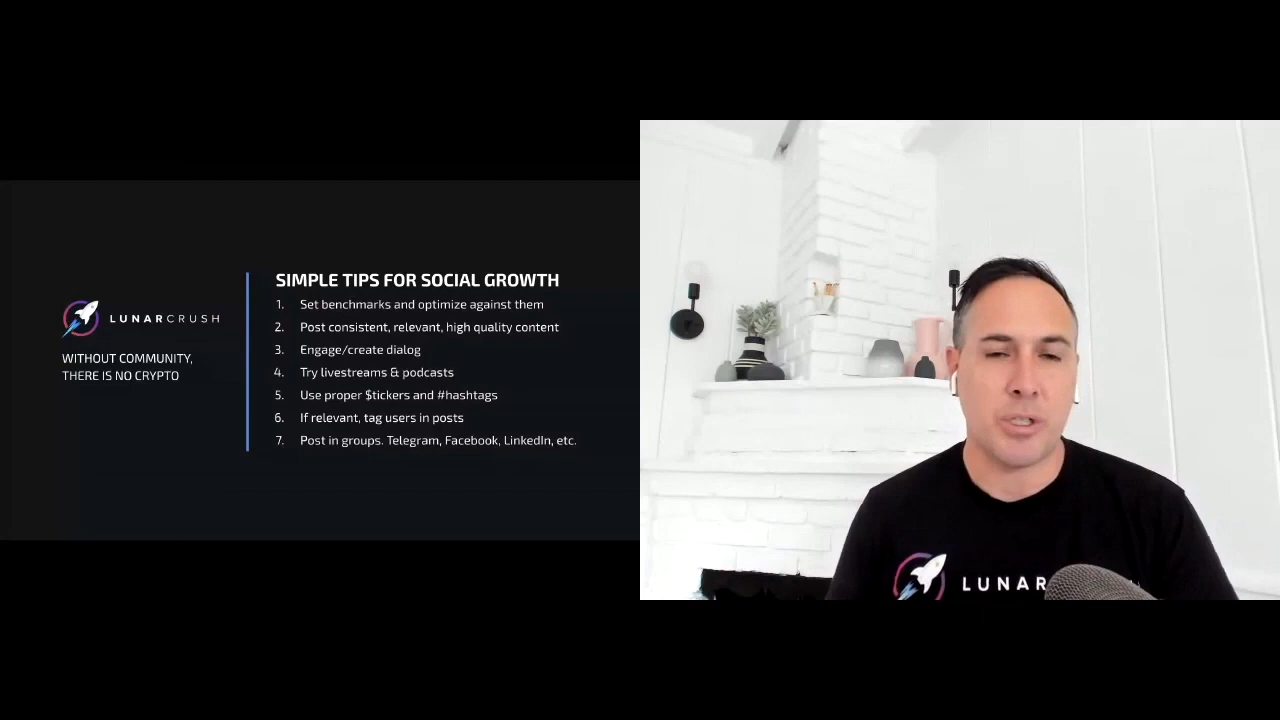 LUNARCRUSH
WITHOUT COMMUNITY,
THERE IS NO CRYPTO
SIMPLE TIPS FOR SOCIAL GROWTH
1. Set benchmarks and optimize against them
2. Post consistent, relevant, high quality content
3. Engage/create dialog
4. Try livestreams & podcasts
5. Use proper $tickers and #hashtags
6. If relevant, tag users in posts
7. Post in groups. Telegram, Facebook, LinkedIn, etc.
LUNAR